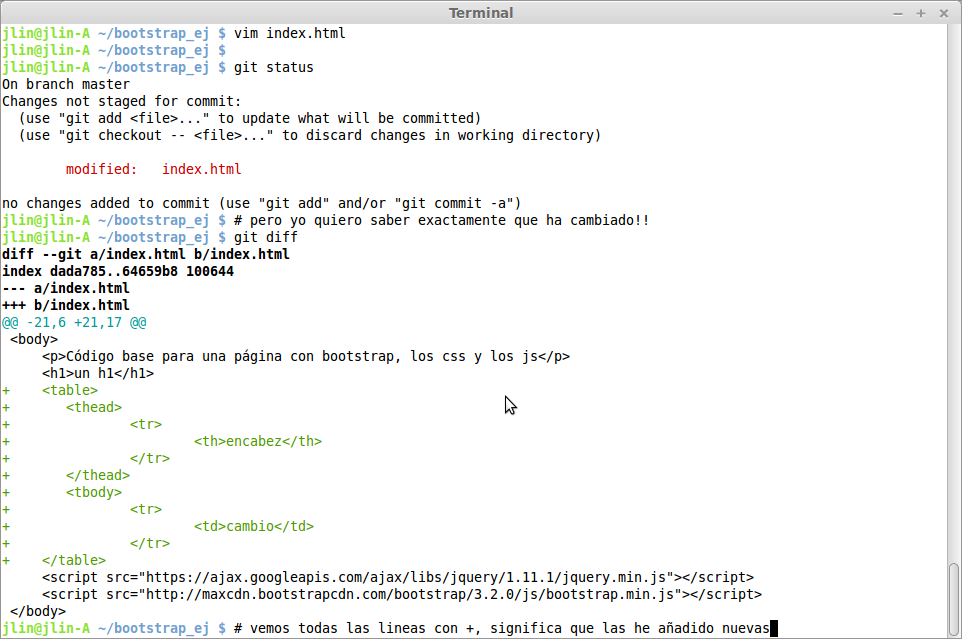 Terminal
jlin@jlin-A ~/bootstrap_ej $ vim index.html
jlin@jlin-A ~/bootstrap_ej $
jlin@jlin-A ~/bootstrap_ej $ git status
On branch master
Changes not staged for commit:
  (use "git add <file>..." to update what will be committed)
  (use "git checkout -- <file>..." to discard changes in working directory)

        modified:   index.html

no changes added to commit (use "git add" and/or "git commit -a")
jlin@jlin-A ~/bootstrap_ej $ # pero yo quiero saber exactamente que ha cambiado!!
jlin@jlin-A ~/bootstrap_ej $ git diff
diff --git a/index.html b/index.html
index dada785..64659b8 100644
--- a/index.html
+++ b/index.html
@@ -21,6 +21,17 @@
 <body>
     <p>Código base para una página con bootstrap, los css y los js</p>
     <h1>un h1</h1>
+    <table>
+       <thead>
+               <tr>
+                       <th>encabez</th>
+               </tr>
+       </thead>
+       <tbody>
+               <tr>
+                       <td>cambio</td>
+               </tr>
+    </table>
     <script src="https://ajax.googleapis.com/ajax/libs/jquery/1.11.1/jquery.min.js"></script>
     <script src="http://maxcdn.bootstrapcdn.com/bootstrap/3.2.0/js/bootstrap.min.js"></script>
 </body>
jlin@jlin-A ~/bootstrap_ej $ # vemos todas las lineas con +, significa que las he añadido nuevas